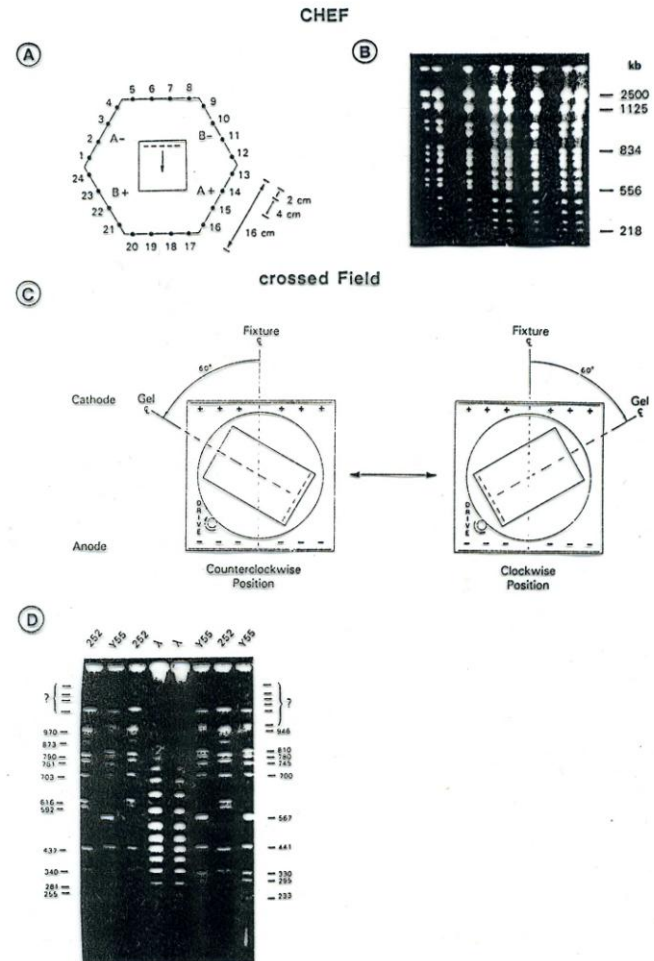 CHEF
A
5 6 7 8
4 9
3 10
2 A- B- 11
1 12
24 13
23 B+ A+ 14
22 15
21 16
20 19 18 17
2 cm
4 cm
16 cm
B
kb
2500
1125
834
556
218
crossed Field
C
Fixture
℄
60°
Cathode Gel
℄
+ + + + + +
DRIVE
Anode
- - - - - - -
Counterclockwise
Position
Fixture
℄
60°
Gel
℄
+ + + + + +
DRIVE
Clockwise
Position
D
252 Y55 252 λ λ Y55 252 Y55
?
970
873
790
751
703
616
592
437
340
281
255
?
945
810
780
745
700
567
441
330
295
233